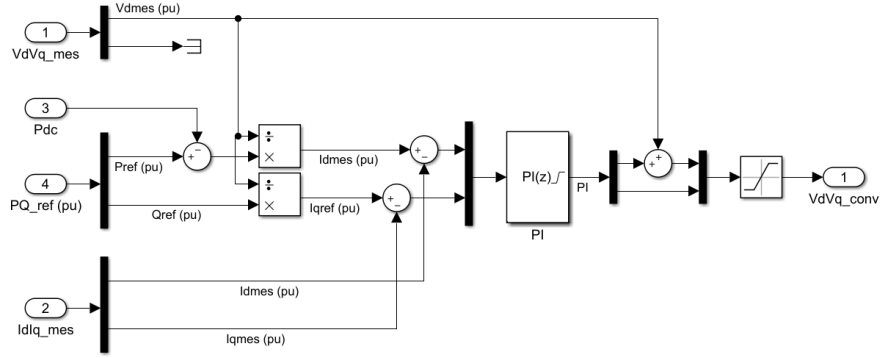 Vdmes (pu)
1
VdVq_mes
3
Pdc
Pref (pu)
Idmes (pu)
PI(z)
PI
PI
4
PQ_ref (pu)
Qref (pu)
Iqref (pu)
1
VdVq_conv
2
IdIq_mes
Idmes (pu)
Iqmes (pu)
÷
×
÷
×
+
−
+
−
+
−
+
+